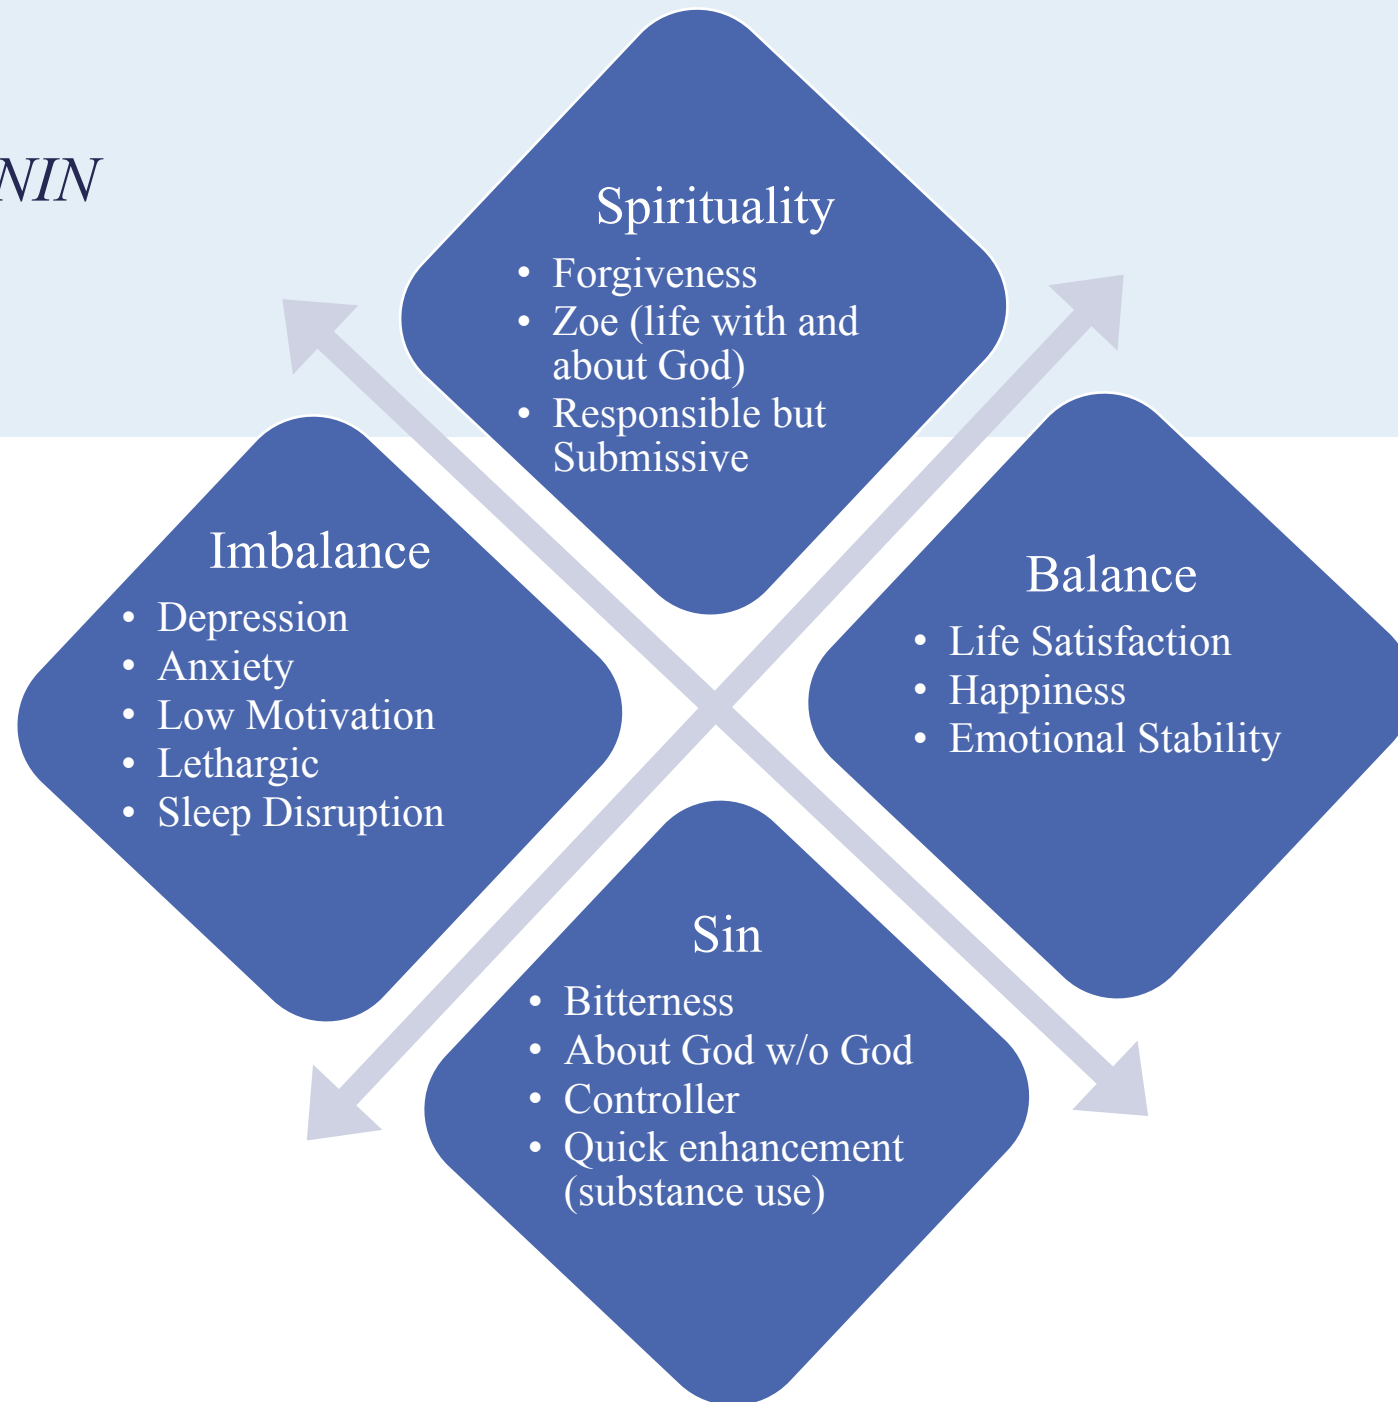 NIN
Spirituality
• Forgiveness
• Zoe (life with and
about God)
• Responsible but
Submissive
Imbalance
• Depression
• Anxiety
• Low Motivation
• Lethargic
• Sleep Disruption
Balance
• Life Satisfaction
• Happiness
• Emotional Stability
Sin
• Bitterness
• About God w/o God
• Controller
• Quick enhancement
(substance use)